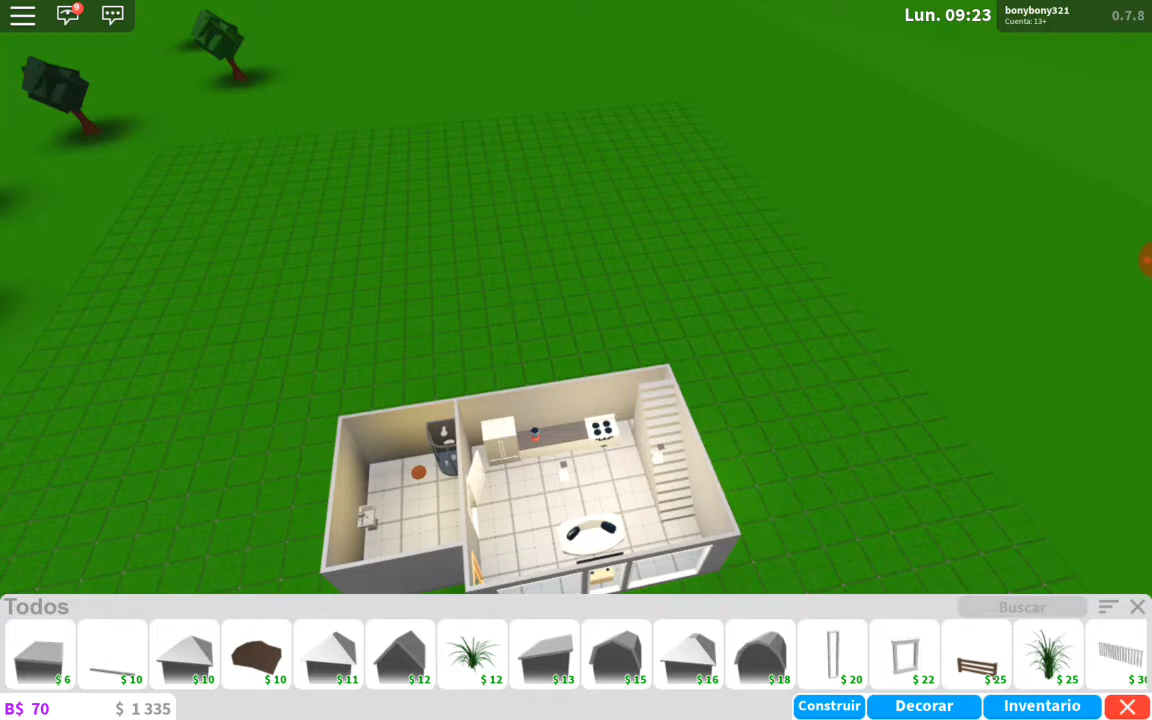 9
Lun. 09:23
bonybony321
Cuenta: 13+
0.7.8
Todos
Buscar
$ 6
$ 10
$ 10
$ 10
$ 11
$ 12
$ 12
$ 13
$ 15
$ 16
$ 18
$ 20
$ 22
$ 25
$ 25
B$ 70
$ 1 335
Construir
Decorar
Inventario